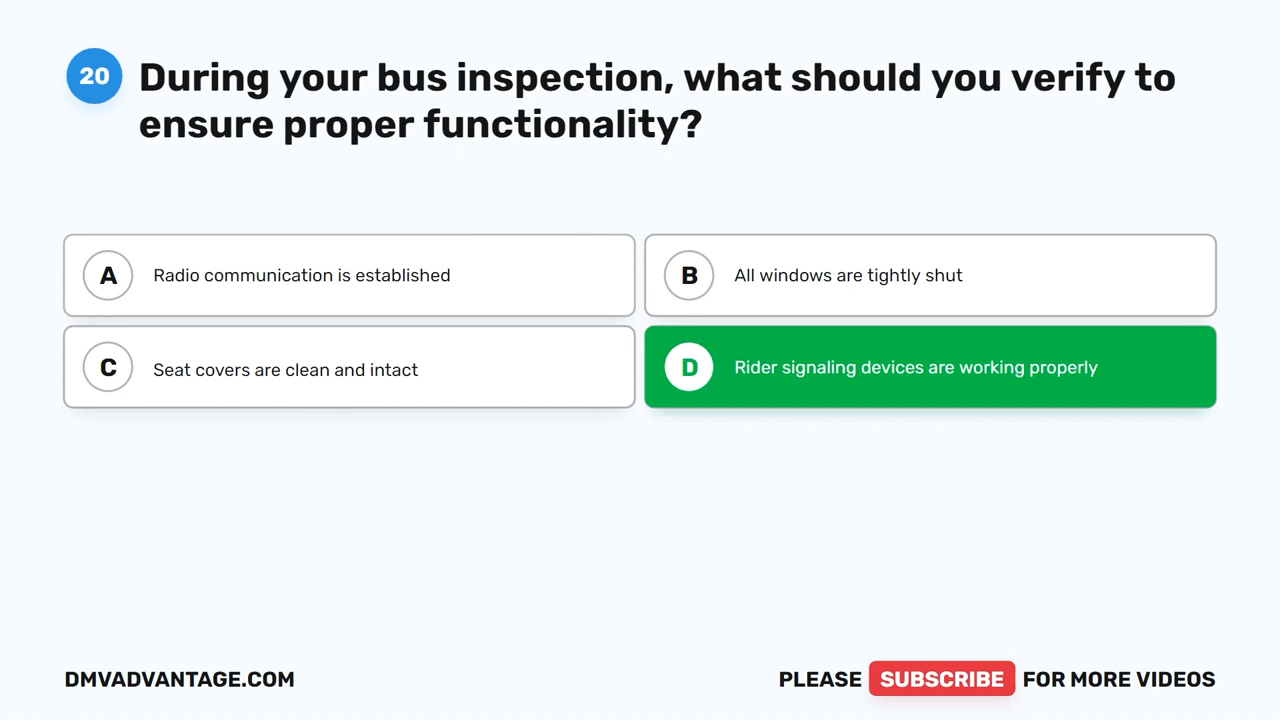 20
During your bus inspection, what should you verify to
ensure proper functionality?
A Radio communication is established
B All windows are tightly shut
C Seat covers are clean and intact
D Rider signaling devices are working properly
DMVADVANTAGE.COM
PLEASE SUBSCRIBE FOR MORE VIDEOS